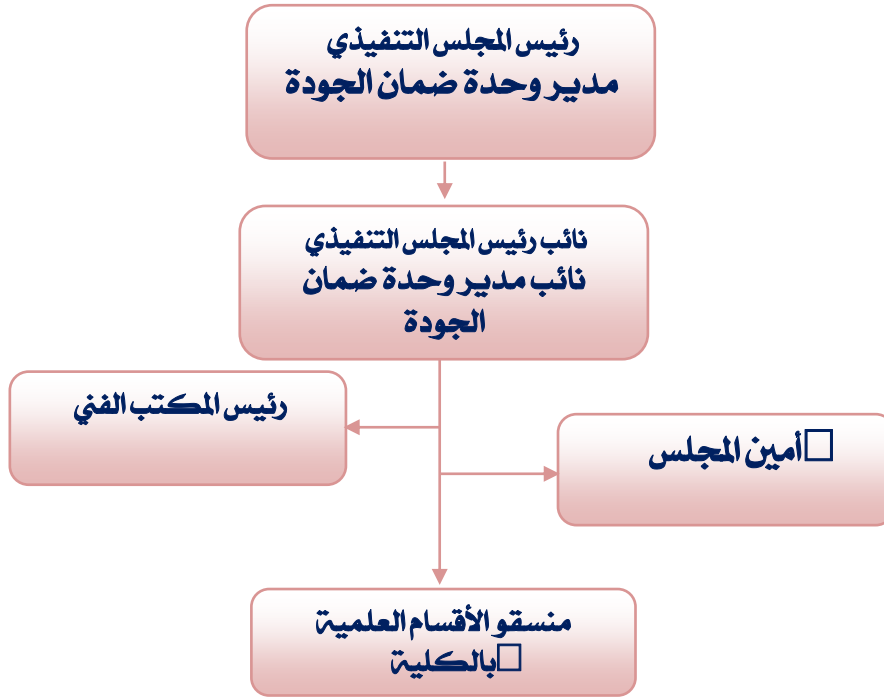 رئيس المجلس التنفيذي
مدير وحدة ضمان الجودة
نائب رئيس المجلس التنفيذي
نائب مدير وحدة ضمان
الجودة
رئيس المكتب الفني
أمين المجلس
منسقو الأقسام العلمية
بالكلية